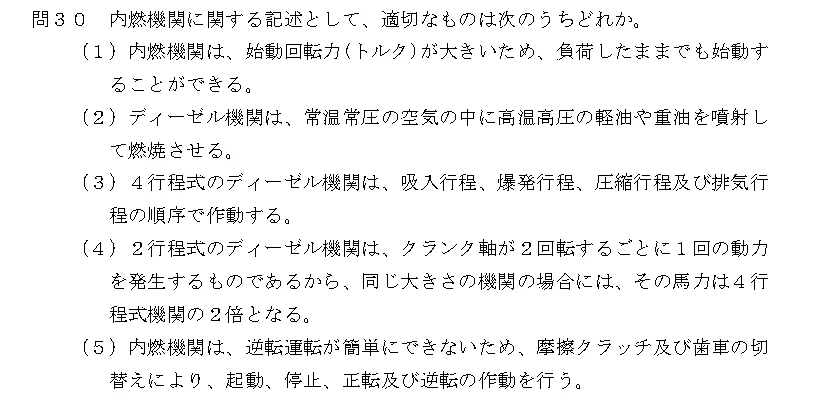 問３０　内燃機関に関する記述として、適切なものは次のうちどれか。
（１）内燃機関は、始動回転力(トルク)が大きいため、負荷したままでも始動す
ることができる。
（２）ディーゼル機関は、常温常圧の空気の中に高温高圧の軽油や重油を噴射し
て燃焼させる。
（３）４行程式のディーゼル機関は、吸入行程、爆発行程、圧縮行程及び排気行
程の順序で作動する。
（４）２行程式のディーゼル機関は、クランク軸が２回転するごとに１回の動力
を発生するものであるから、同じ大きさの機関の場合には、その馬力は４行
程式機関の２倍となる。
（５）内燃機関は、逆転運転が簡単にできないため、摩擦クラッチ及び歯車の切
替えにより、起動、停止、正転及び逆転の作動を行う。